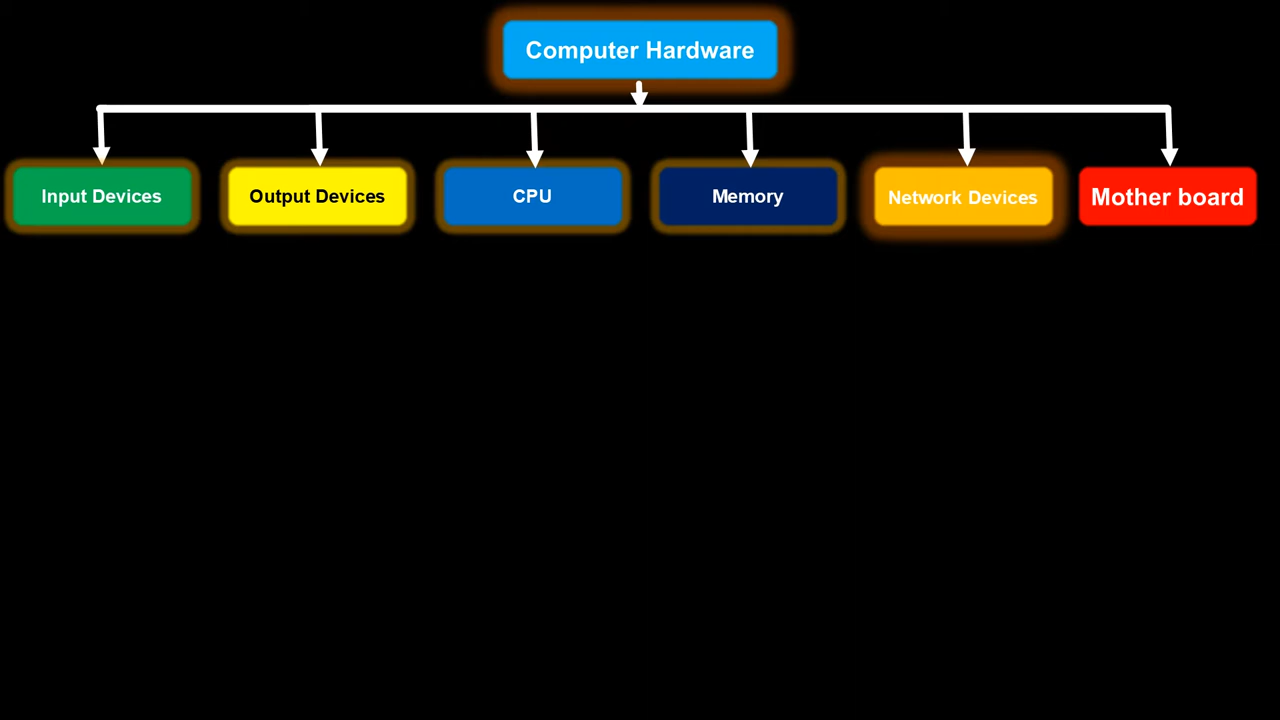 Computer Hardware
Input Devices
Output Devices
CPU
Memory
Network Devices
Mother board